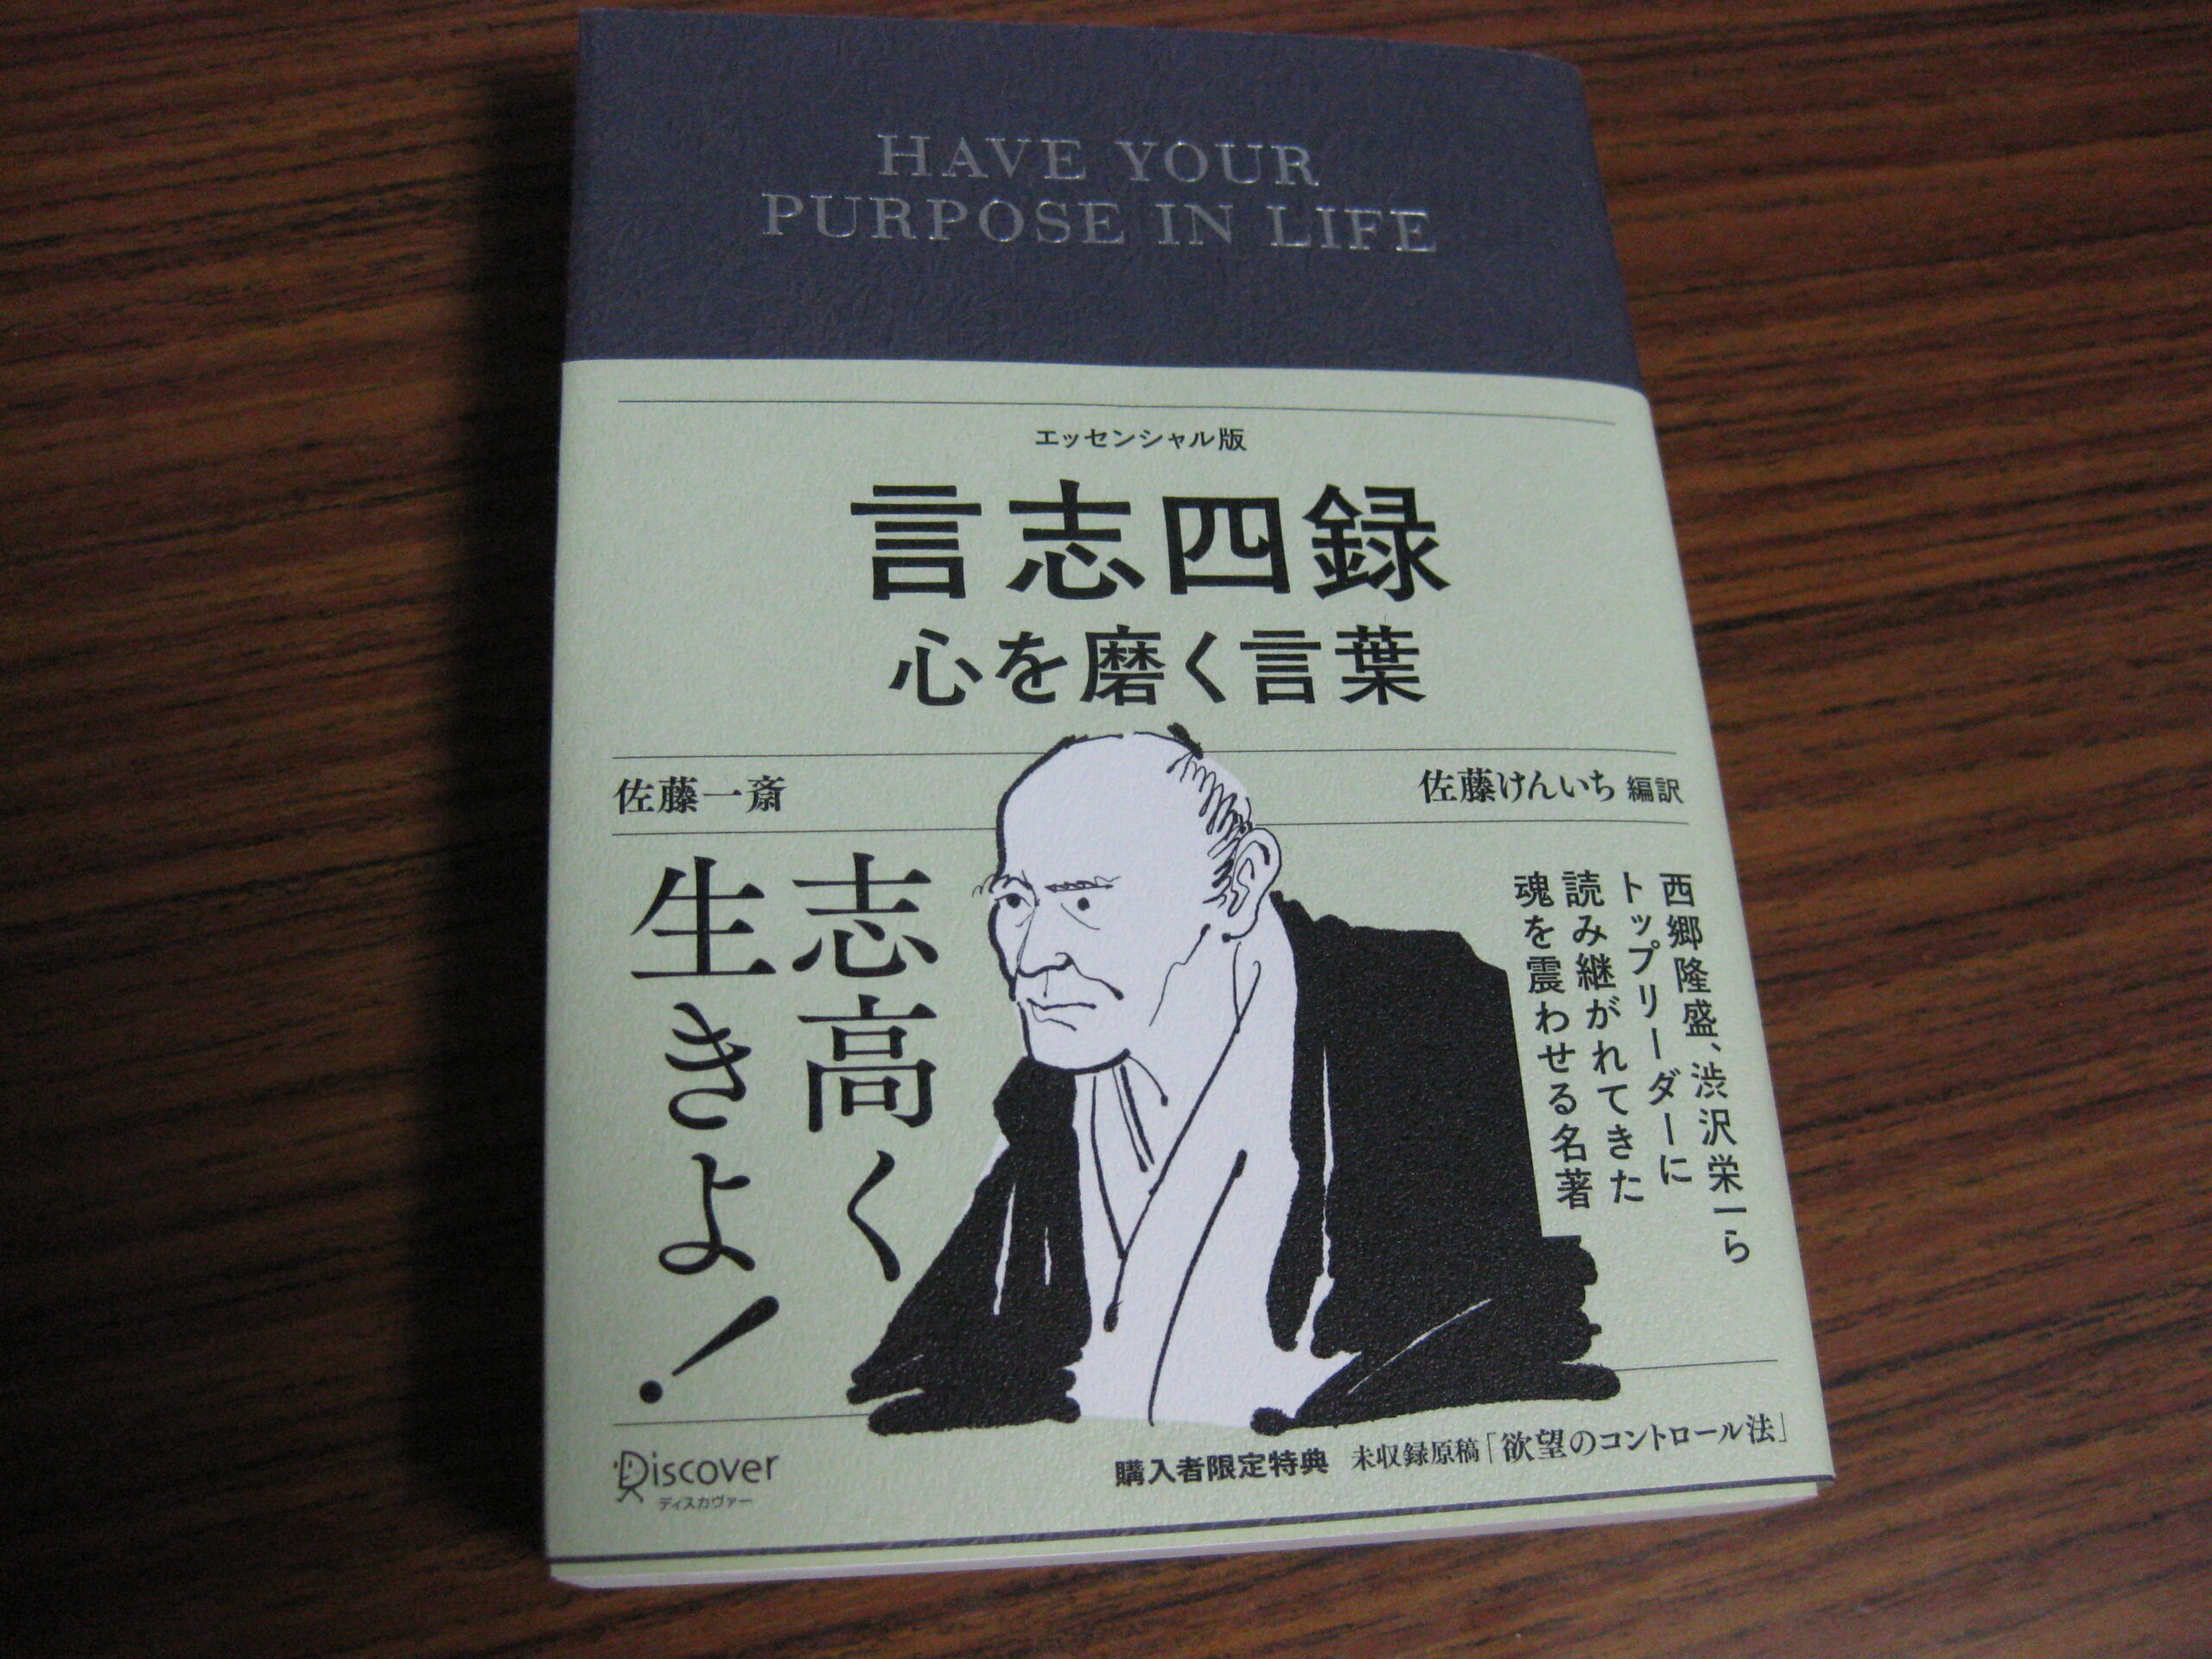 HAVE YOUR
PURPOSE IN LIFE
エッセンシャル版
言志四録
心を磨く言葉
佐藤一斎
佐藤けんいち 編訳
志高く
生きよ！
西郷隆盛、渋沢栄一ら
トップリーダーに
読み継がれてきた
魂を震わせる名著
購入者限定特典 未収録原稿「欲望のコントロール法」
Discover
ディスカヴァー